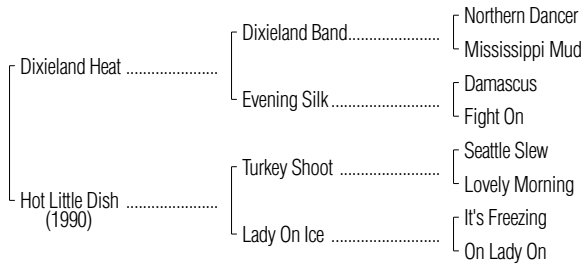 Northern Dancer
Dixieland Band
Mississippi Mud
Dixieland Heat
Damascus
Evening Silk
Fight On
Seattle Slew
Turkey Shoot
Lovely Morning
Hot Little Dish
(1990)
It's Freezing
Lady On Ice
On Lady On